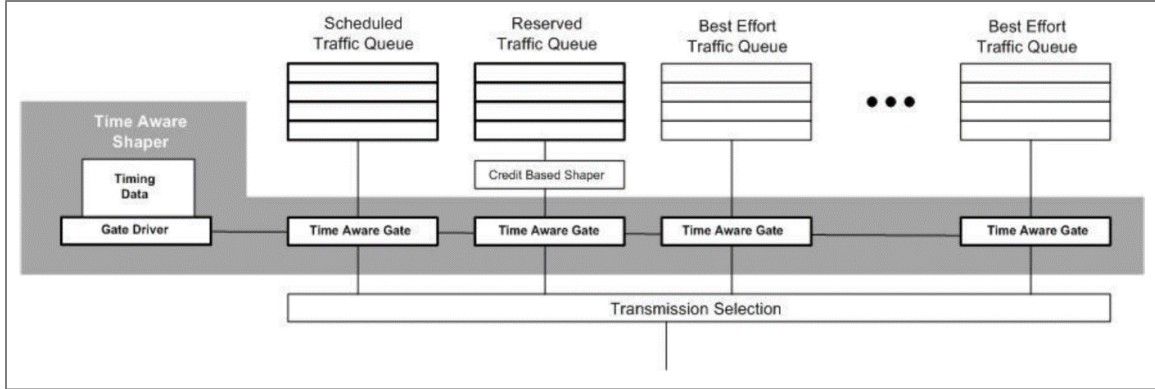 Scheduled
Traffic Queue
Reserved
Traffic Queue
Best Effort
Traffic Queue
Best Effort
Traffic Queue
Time Aware
Shaper
Timing
Data
Credit Based Shaper
Gate Driver
Time Aware Gate
Time Aware Gate
Time Aware Gate
Time Aware Gate
Transmission Selection